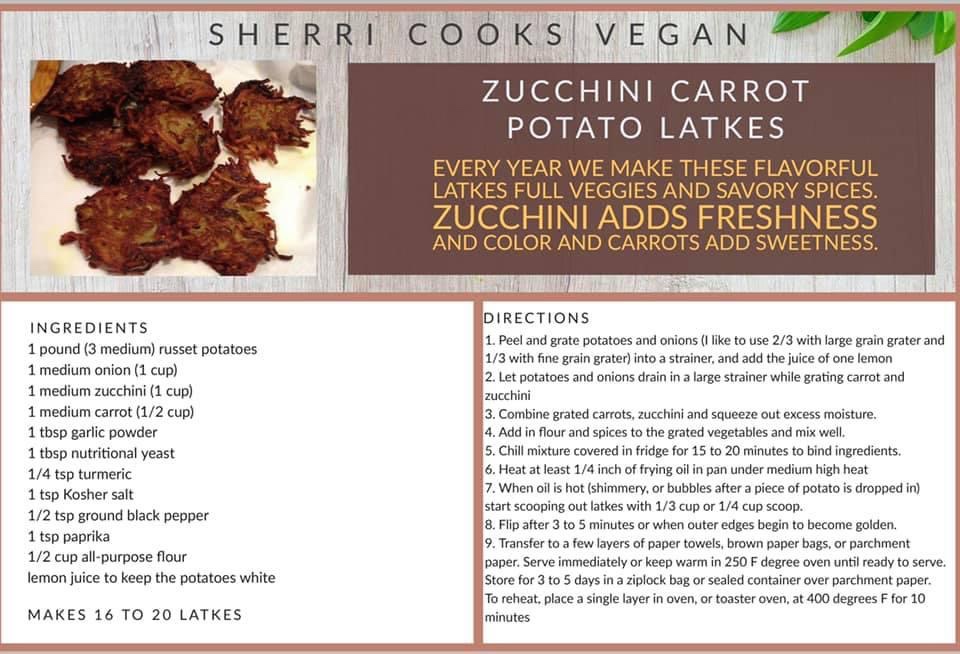 SHERRI COOKS VEGAN
ZUCCHINI CARROT
POTATO LATKES
EVERY YEAR WE MAKE THESE FLAVORFUL
LATKES FULL VEGGIES AND SAVORY SPICES.
ZUCCHINI ADDS FRESHNESS
AND COLOR AND CARROTS ADD SWEETNESS.
INGREDIENTS
1 pound (3 medium) russet potatoes
1 medium onion (1 cup)
1 medium zucchini (1 cup)
1 medium carrot (1/2 cup)
1 tbsp garlic powder
1 tbsp nutritional yeast
1/4 tsp turmeric
1 tsp Kosher salt
1/2 tsp ground black pepper
1 tsp paprika
1/2 cup all-purpose flour
lemon juice to keep the potatoes white
MAKES 16 TO 20 LATKES
DIRECTIONS
1. Peel and grate potatoes and onions (I like to use 2/3 with large grain grater and
1/3 with fine grain grater) into a strainer, and add the juice of one lemon
2. Let potatoes and onions drain in a large strainer while grating carrot and
zucchini
3. Combine grated carrots, zucchini and squeeze out excess moisture.
4. Add in flour and spices to the grated vegetables and mix well.
5. Chill mixture covered in fridge for 15 to 20 minutes to bind ingredients.
6. Heat at least 1/4 inch of frying oil in pan under medium high heat
7. When oil is hot (shimmery, or bubbles after a piece of potato is dropped in)
start scooping out latkes with 1/3 cup or 1/4 cup scoop.
8. Flip after 3 to 5 minutes or when outer edges begin to become golden.
9. Transfer to a few layers of paper towels, brown paper bags, or parchment
paper. Serve immediately or keep warm in 250 F degree oven until ready to serve.
Store for 3 to 5 days in a ziplock bag or sealed container over parchment paper.
To reheat, place a single layer in oven, or toaster oven, at 400 degrees F for 10
minutes